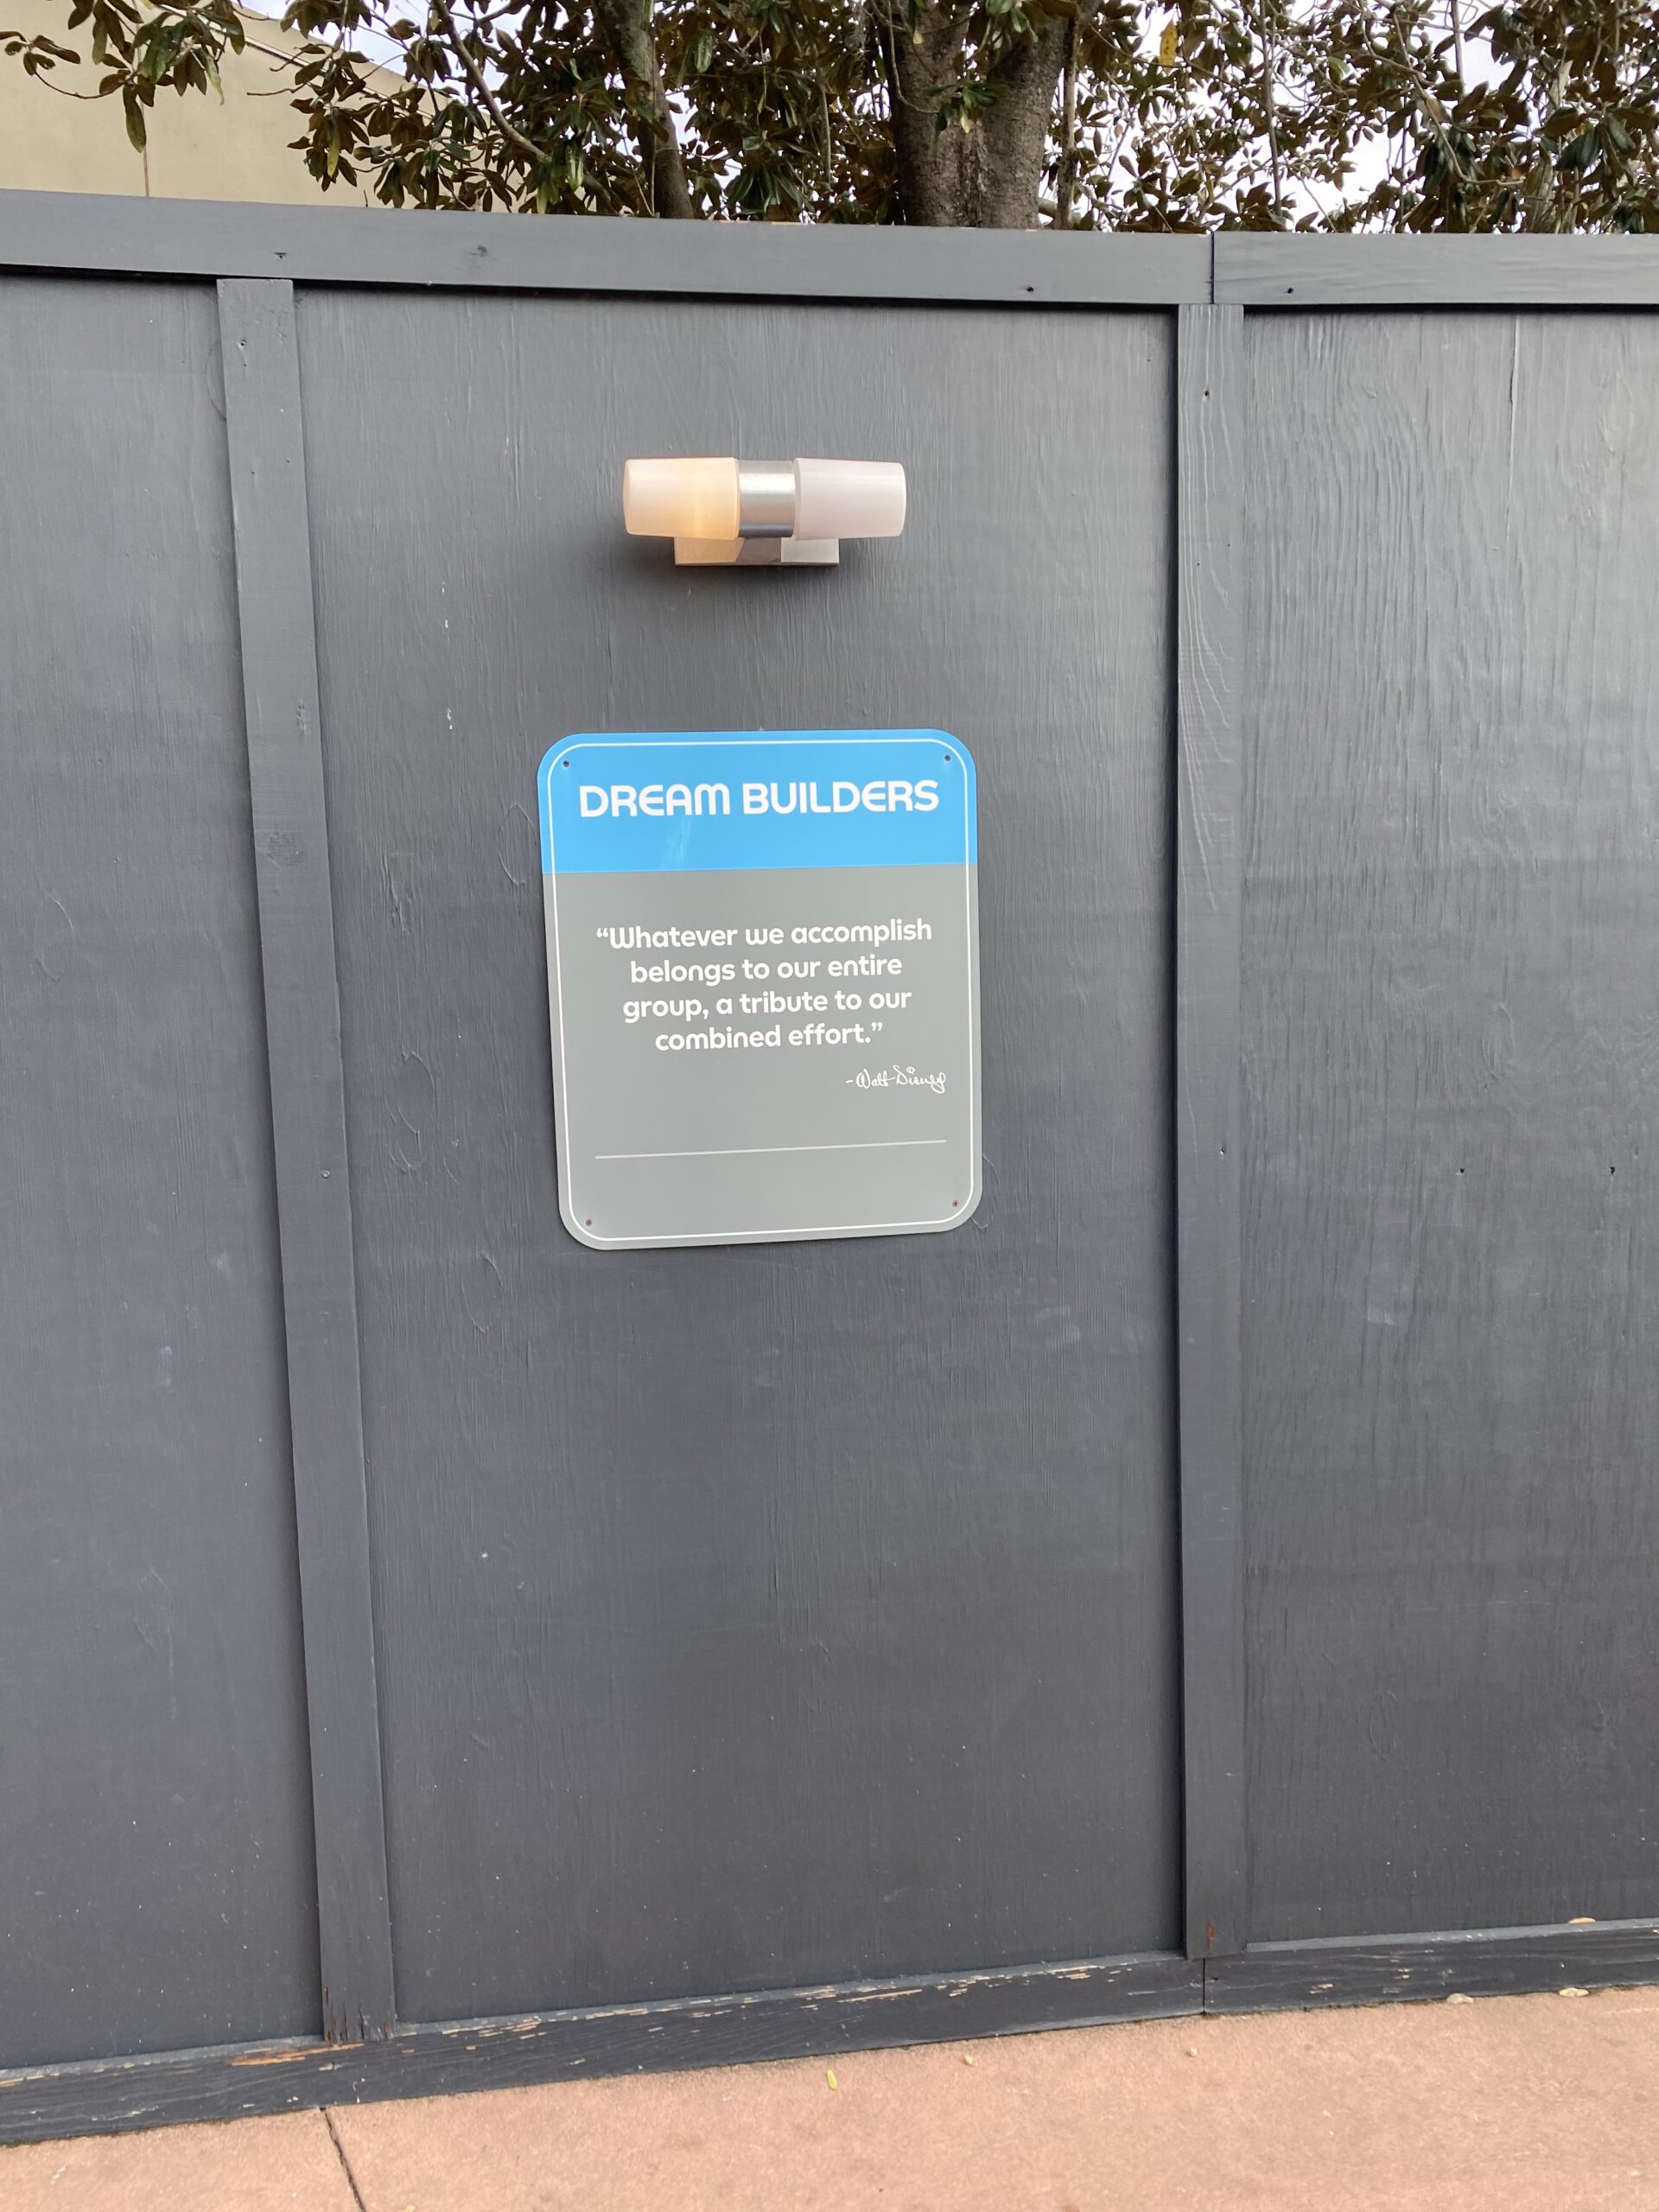 DREAM BUILDERS
“Whatever we accomplish
belongs to our entire
group, a tribute to our
combined effort.”
-Walt Disney